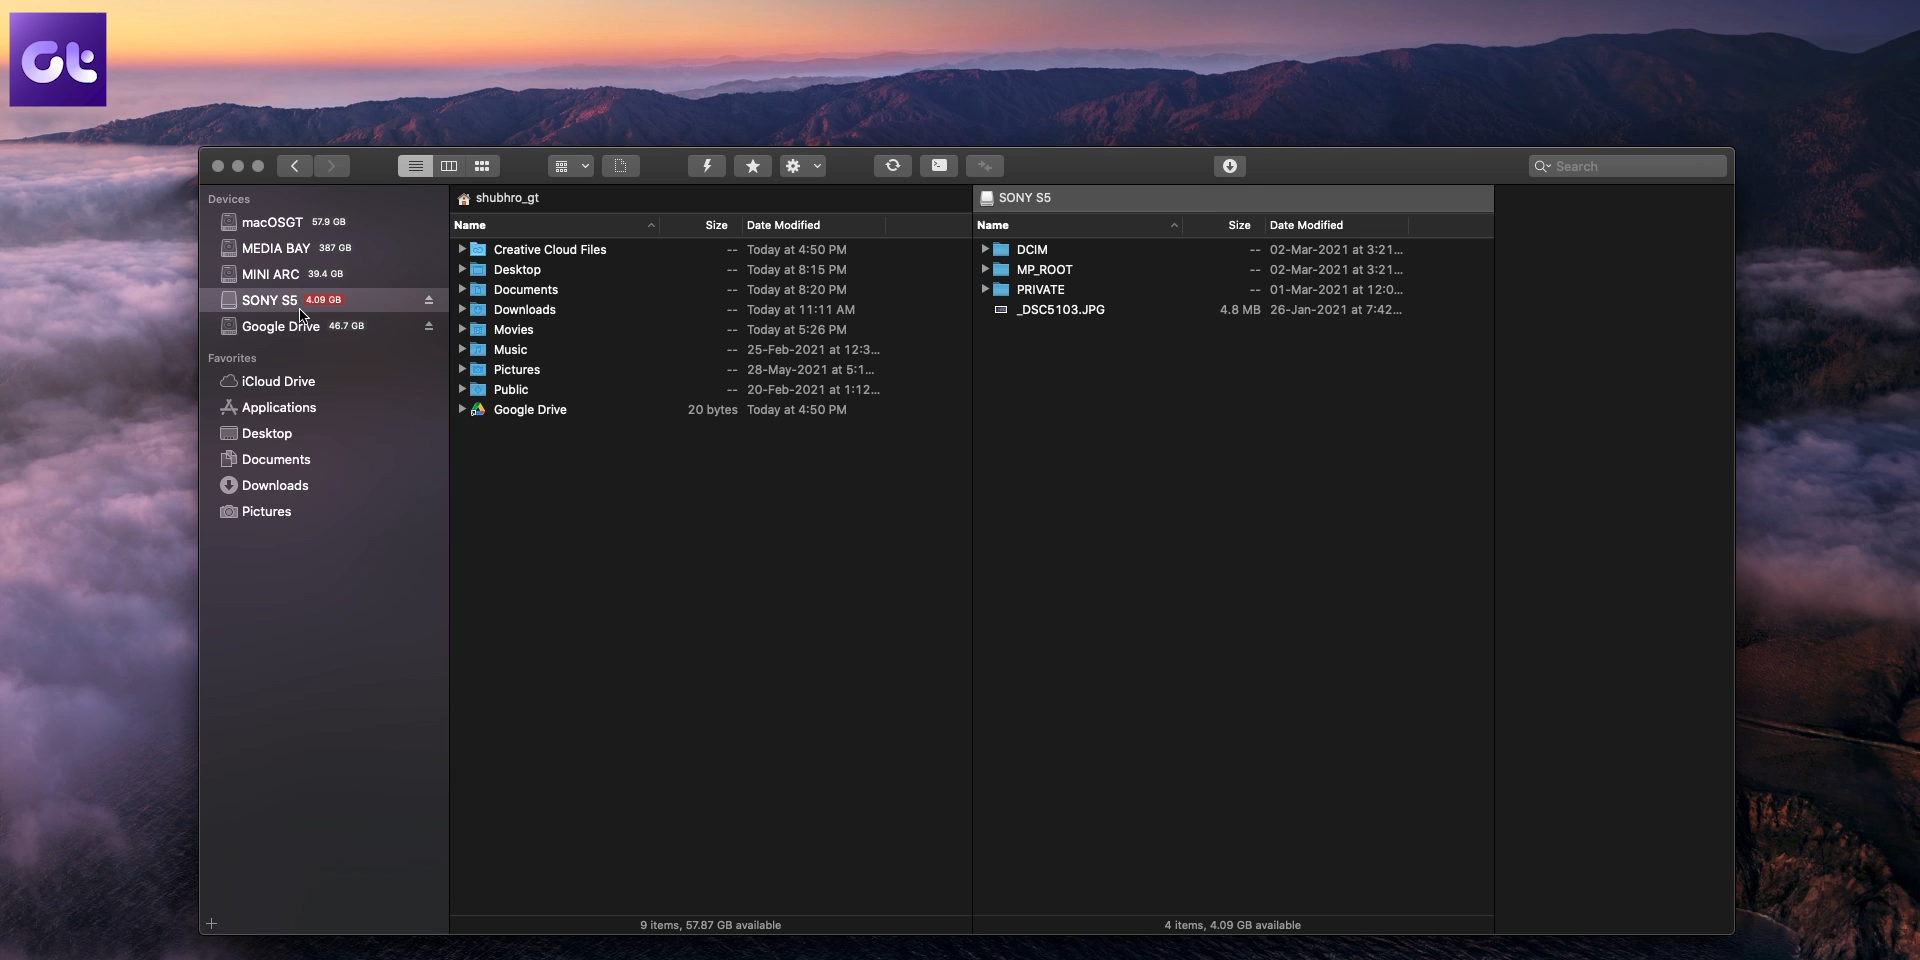 Gt
Search
Devices
macOSGT 57.9 GB
MEDIA BAY 387 GB
MINI ARC 39.4 GB
SONY S5 4.09 GB
Google Drive 46.7 GB
Favorites
iCloud Drive
Applications
Desktop
Documents
Downloads
Pictures
shubhro_gt
Name Size Date Modified
Creative Cloud Files -- Today at 4:50 PM
Desktop -- Today at 8:15 PM
Documents -- Today at 8:20 PM
Downloads -- Today at 11:11 AM
Movies -- Today at 5:26 PM
Music -- 25-Feb-2021 at 12:3...
Pictures -- 28-May-2021 at 5:1...
Public -- 20-Feb-2021 at 1:12...
Google Drive 20 bytes Today at 4:50 PM
9 items, 57.87 GB available
SONY S5
Name Size Date Modified
DCIM -- 02-Mar-2021 at 3:21...
MP_ROOT -- 02-Mar-2021 at 3:21...
PRIVATE -- 01-Mar-2021 at 12:0...
_DSC5103.JPG 4.8 MB 26-Jan-2021 at 7:42...
4 items, 4.09 GB available